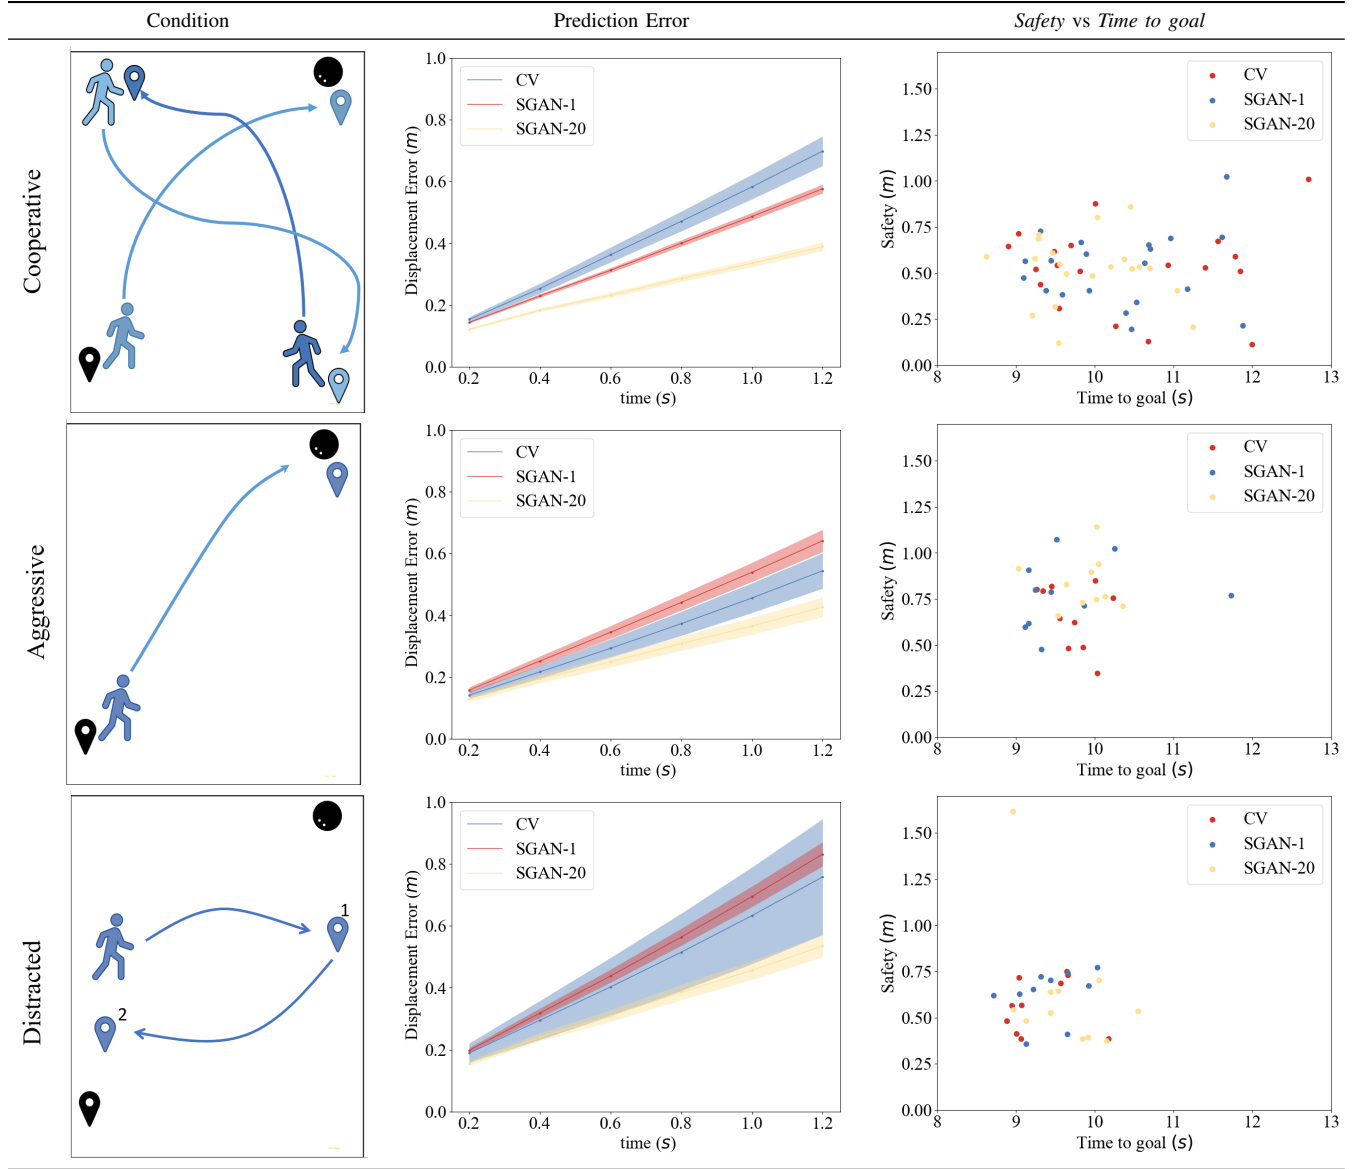 Condition Prediction Error Safety vs Time to goal
Cooperative
1.0
0.8
0.6
0.4
0.2
0.0
0.2 0.4 0.6 0.8 1.0 1.2
Displacement Error (m)
time (s)
CV
SGAN-1
SGAN-20
1.50
1.25
1.00
0.75
0.50
0.25
0.00
8 9 10 11 12 13
Safety (m)
Time to goal (s)
CV
SGAN-1
SGAN-20
Aggressive
1.0
0.8
0.6
0.4
0.2
0.0
0.2 0.4 0.6 0.8 1.0 1.2
Displacement Error (m)
time (s)
CV
SGAN-1
SGAN-20
1.50
1.25
1.00
0.75
0.50
0.25
0.00
8 9 10 11 12 13
Safety (m)
Time to goal (s)
CV
SGAN-1
SGAN-20
Distracted
1
2
1.0
0.8
0.6
0.4
0.2
0.0
0.2 0.4 0.6 0.8 1.0 1.2
Displacement Error (m)
time (s)
CV
SGAN-1
SGAN-20
1.50
1.25
1.00
0.75
0.50
0.25
0.00
8 9 10 11 12 13
Safety (m)
Time to goal (s)
CV
SGAN-1
SGAN-20